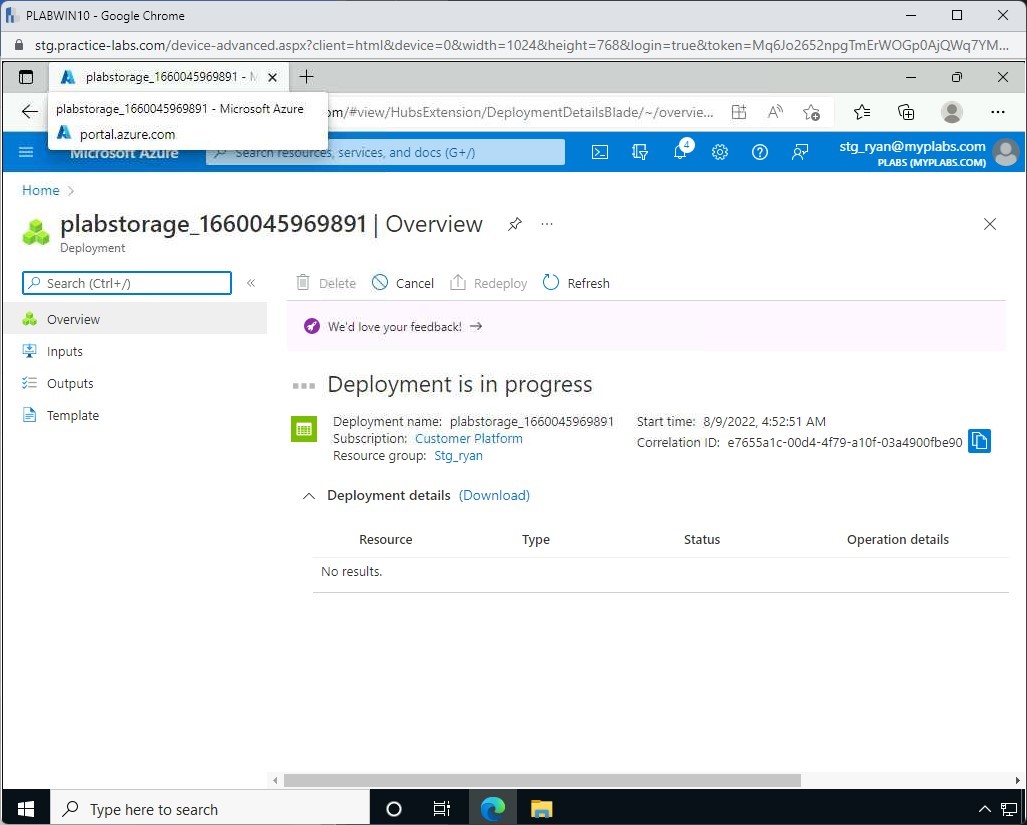 PLABWIN10 - Google Chrome
stg.practice-labs.com/device-advanced.aspx?client=html&device=0&width=1024&height=768&login=true&token=Mq6Jo2652npgTmErWOGp0AjQWq7YM...
plabstorage_1660045969891 - M
plabstorage_1660045969891 - Microsoft Azure
portal.azure.com
om/#view/HubsExtension/DeploymentDetailsBlade/~/overvie...
Microsoft Azure
Search resources, services, and docs (G+/)
4
stg_ryan@myplabs.com
PLABS (MYPLABS.COM)
Home
plabstorage_1660045969891 | Overview
Deployment
Search (Ctrl+/)
Delete
Cancel
Redeploy
Refresh
Overview
Inputs
Outputs
Template
We'd love your feedback!
Deployment is in progress
Deployment name: plabstorage_1660045969891
Subscription: Customer Platform
Resource group: Stg_ryan
Start time: 8/9/2022, 4:52:51 AM
Correlation ID: e7655a1c-00d4-4f79-a10f-03a4900fbe90
Deployment details (Download)
Resource Type Status Operation details
No results.
Type here to search